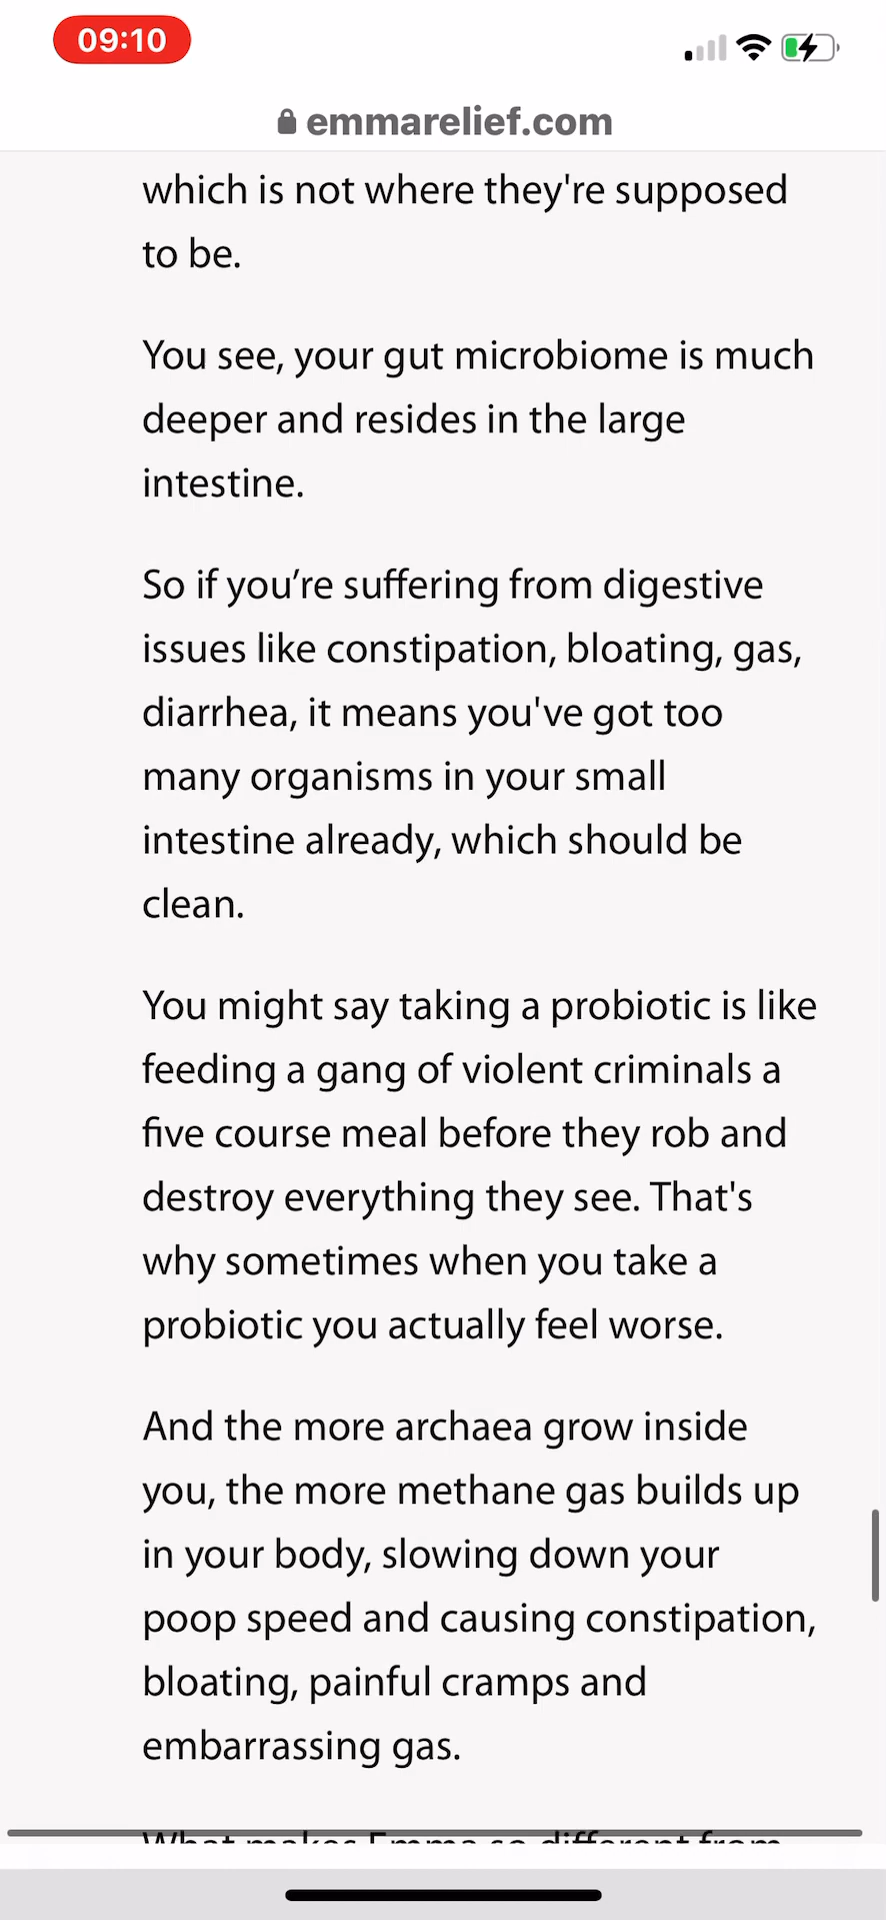 09:10
emmarelief.com
which is not where they're supposed
to be.
You see, your gut microbiome is much
deeper and resides in the large
intestine.
So if you’re suffering from digestive
issues like constipation, bloating, gas,
diarrhea, it means you've got too
many organisms in your small
intestine already, which should be
clean.
You might say taking a probiotic is like
feeding a gang of violent criminals a
five course meal before they rob and
destroy everything they see. That's
why sometimes when you take a
probiotic you actually feel worse.
And the more archaea grow inside
you, the more methane gas builds up
in your body, slowing down your
poop speed and causing constipation,
bloating, painful cramps and
embarrassing gas.
What makes Emma so different from